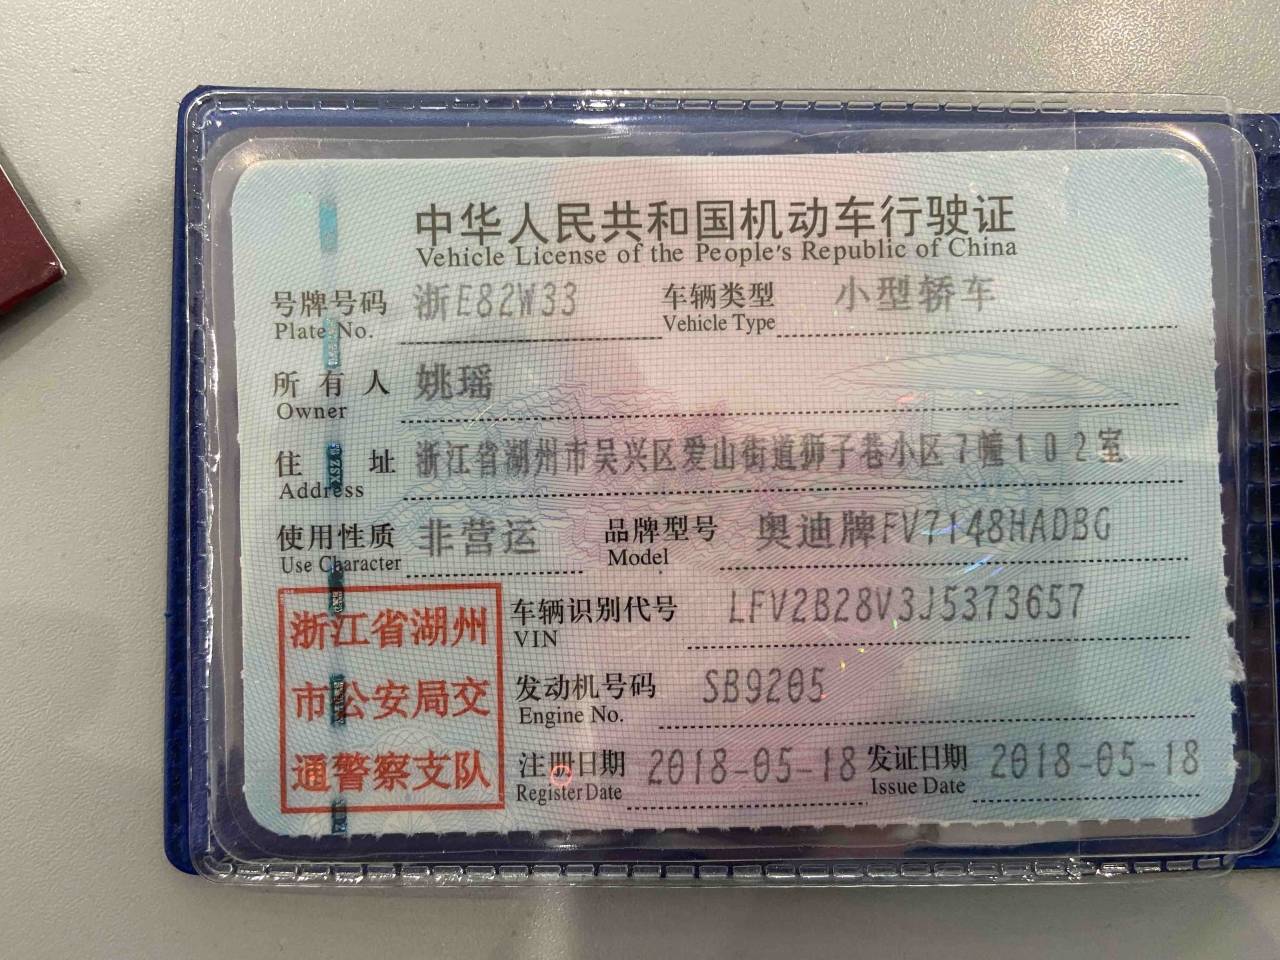 中华人民共和国机动车行驶证
Vehicle License of the People's Republic of China
号牌号码 浙E82W33 车辆类型 小型轿车
Plate No. Vehicle Type
所有人 姚瑶
Owner
住址 浙江省湖州市吴兴区爱山街道狮子巷小区7幢102室
Address
使用性质 非营运 品牌型号 奥迪牌FV7148HADBG
Use Character Model
浙江省湖州
市公安局交
通警察支队
车辆识别代号 LFV2B28V3J5373657
VIN
发动机号码 SB9205
Engine No.
注册日期 2018-05-18 发证日期 2018-05-18
Register Date Issue Date